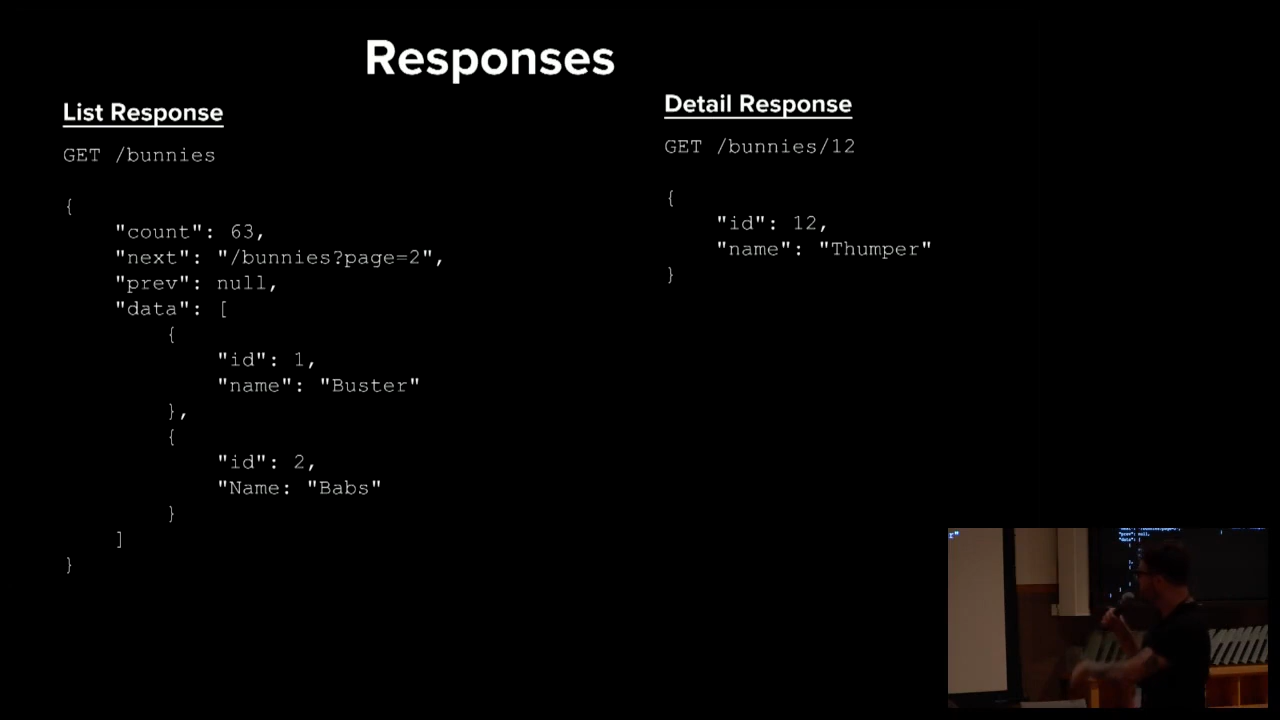 Responses
List Response
GET /bunnies
{
"count": 63,
"next": "/bunnies?page=2",
"prev": null,
"data": [
{
"id": 1,
"name": "Buster"
},
{
"id": 2,
"Name: "Babs"
}
]
}
Detail Response
GET /bunnies/12
{
"id": 12,
"name": "Thumper"
}